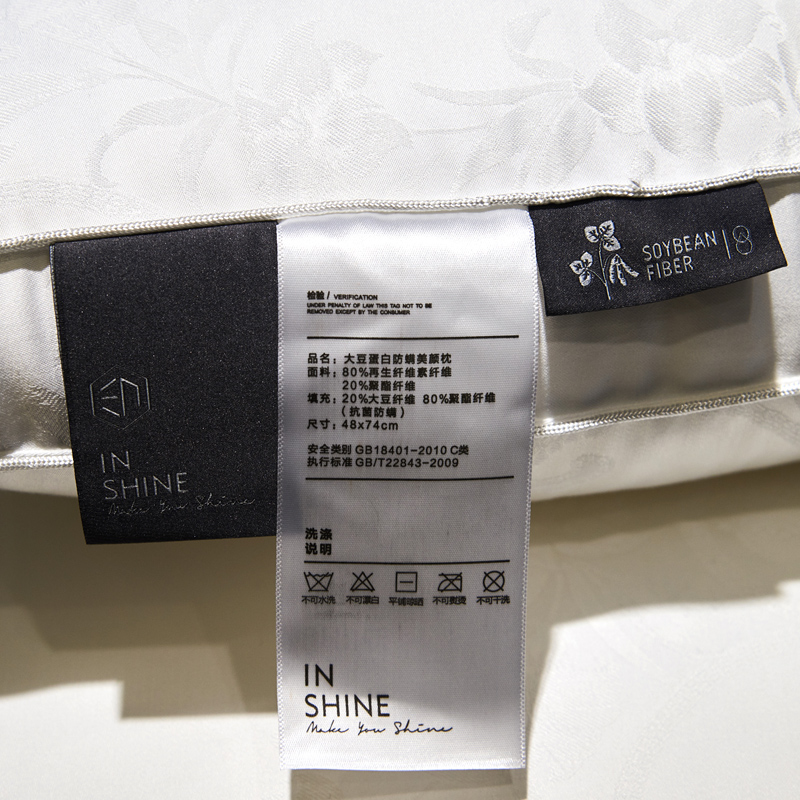 IN
SHINE
Make You Shine
检验 / VERIFICATION
UNDER PENALTY OF LAW THIS TAG NOT TO BE
REMOVED EXCEPT BY THE CONSUMER
品名：大豆蛋白防螨美颜枕
面料：80%再生纤维素纤维
20%聚酯纤维
填充：20%大豆纤维 80%聚酯纤维
（抗菌防螨）
尺寸：48x74cm
安全类别 GB18401-2010 C类
执行标准 GB/T22843-2009
洗涤
说明
不可水洗 不可漂白 平铺晾晒 不可熨烫 不可干洗
IN
SHINE
Make You Shine
SOYBEAN
FIBER